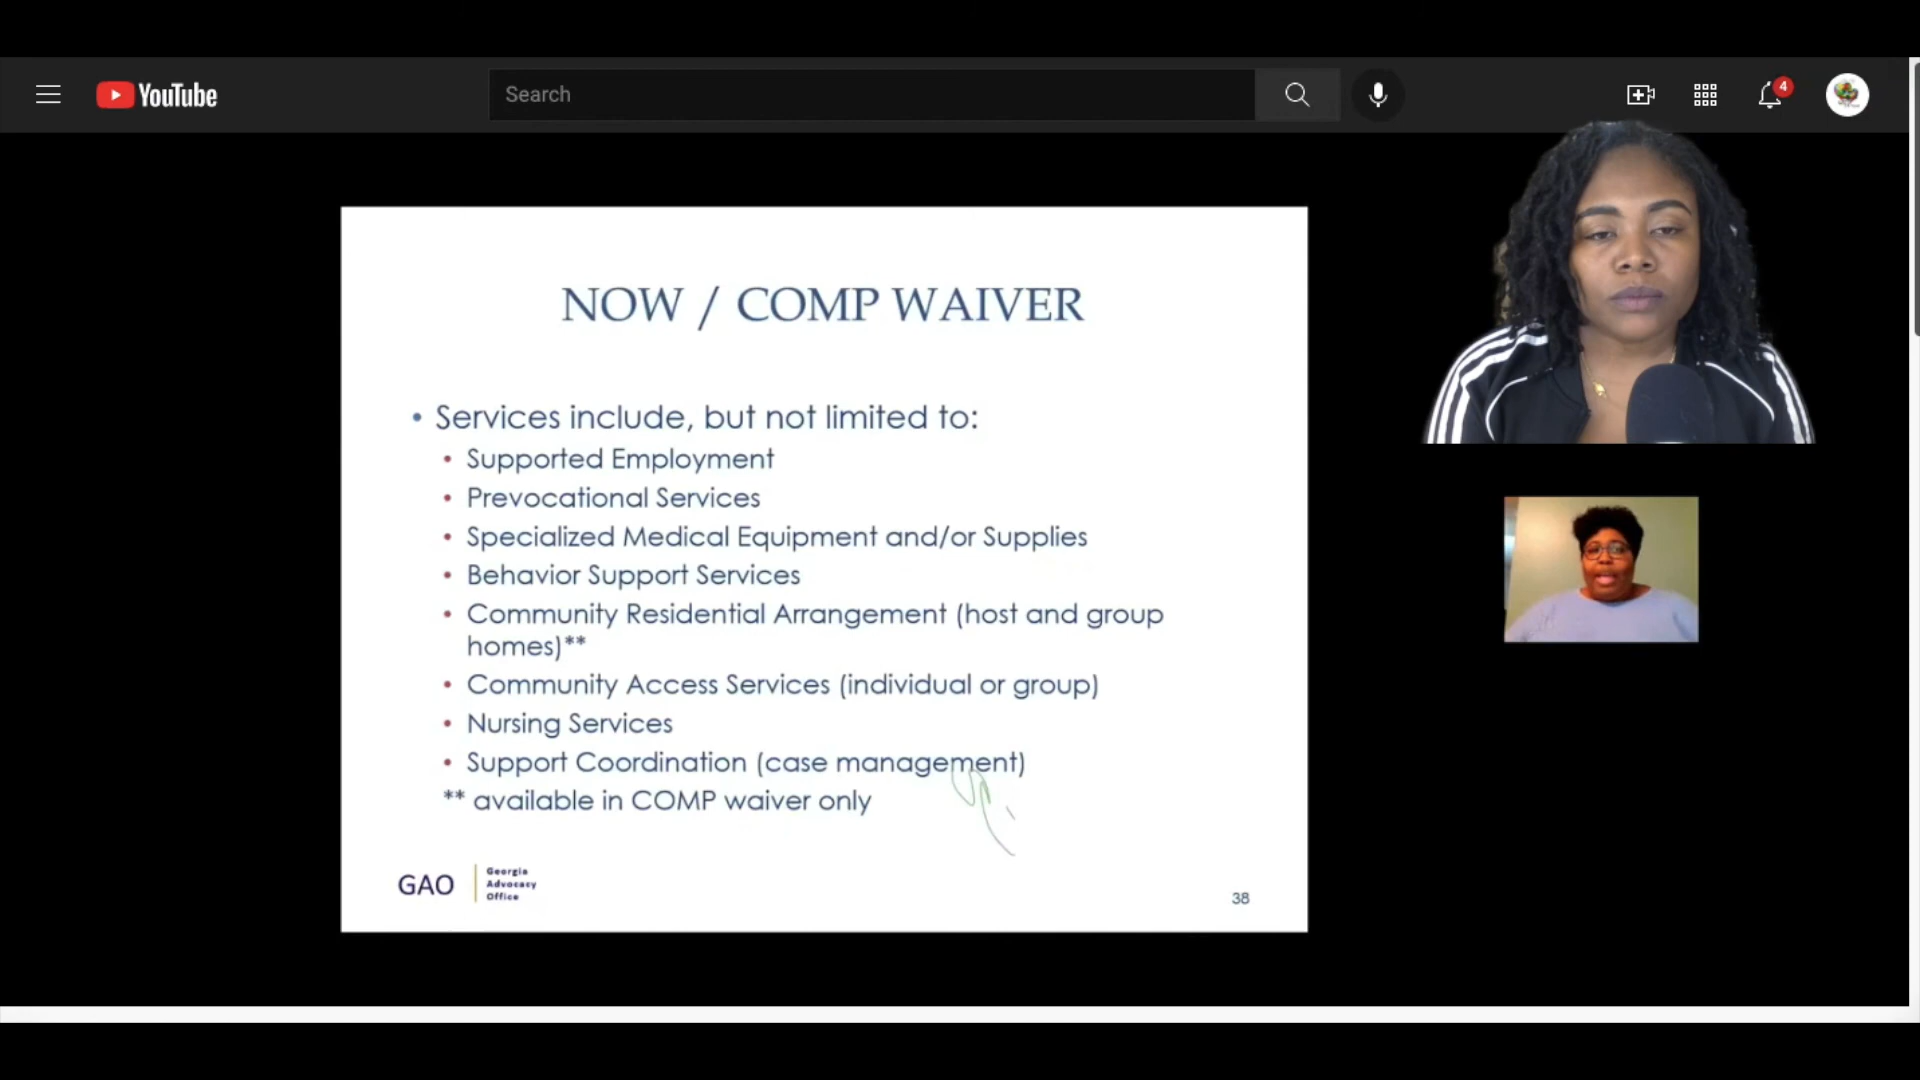 YouTube
Search
4
NOW / COMP WAIVER
• Services include, but not limited to:
• Supported Employment
• Prevocational Services
• Specialized Medical Equipment and/or Supplies
• Behavior Support Services
• Community Residential Arrangement (host and group
homes)**
• Community Access Services (individual or group)
• Nursing Services
• Support Coordination (case management)
** available in COMP waiver only
GAO
Georgia
Advocacy
Office
38